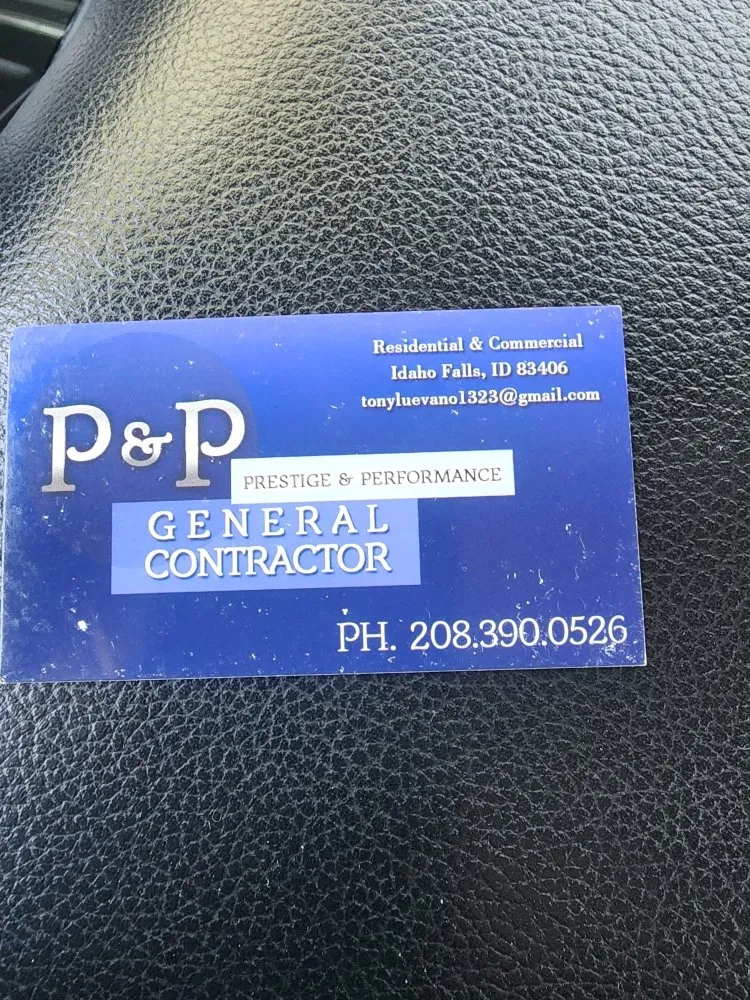 Residential & Commercial
Idaho Falls, ID 83406
tonyluevano1323@gmail.com
P&P
PRESTIGE & PERFORMANCE
GENERAL
CONTRACTOR
PH. 208.390.0526